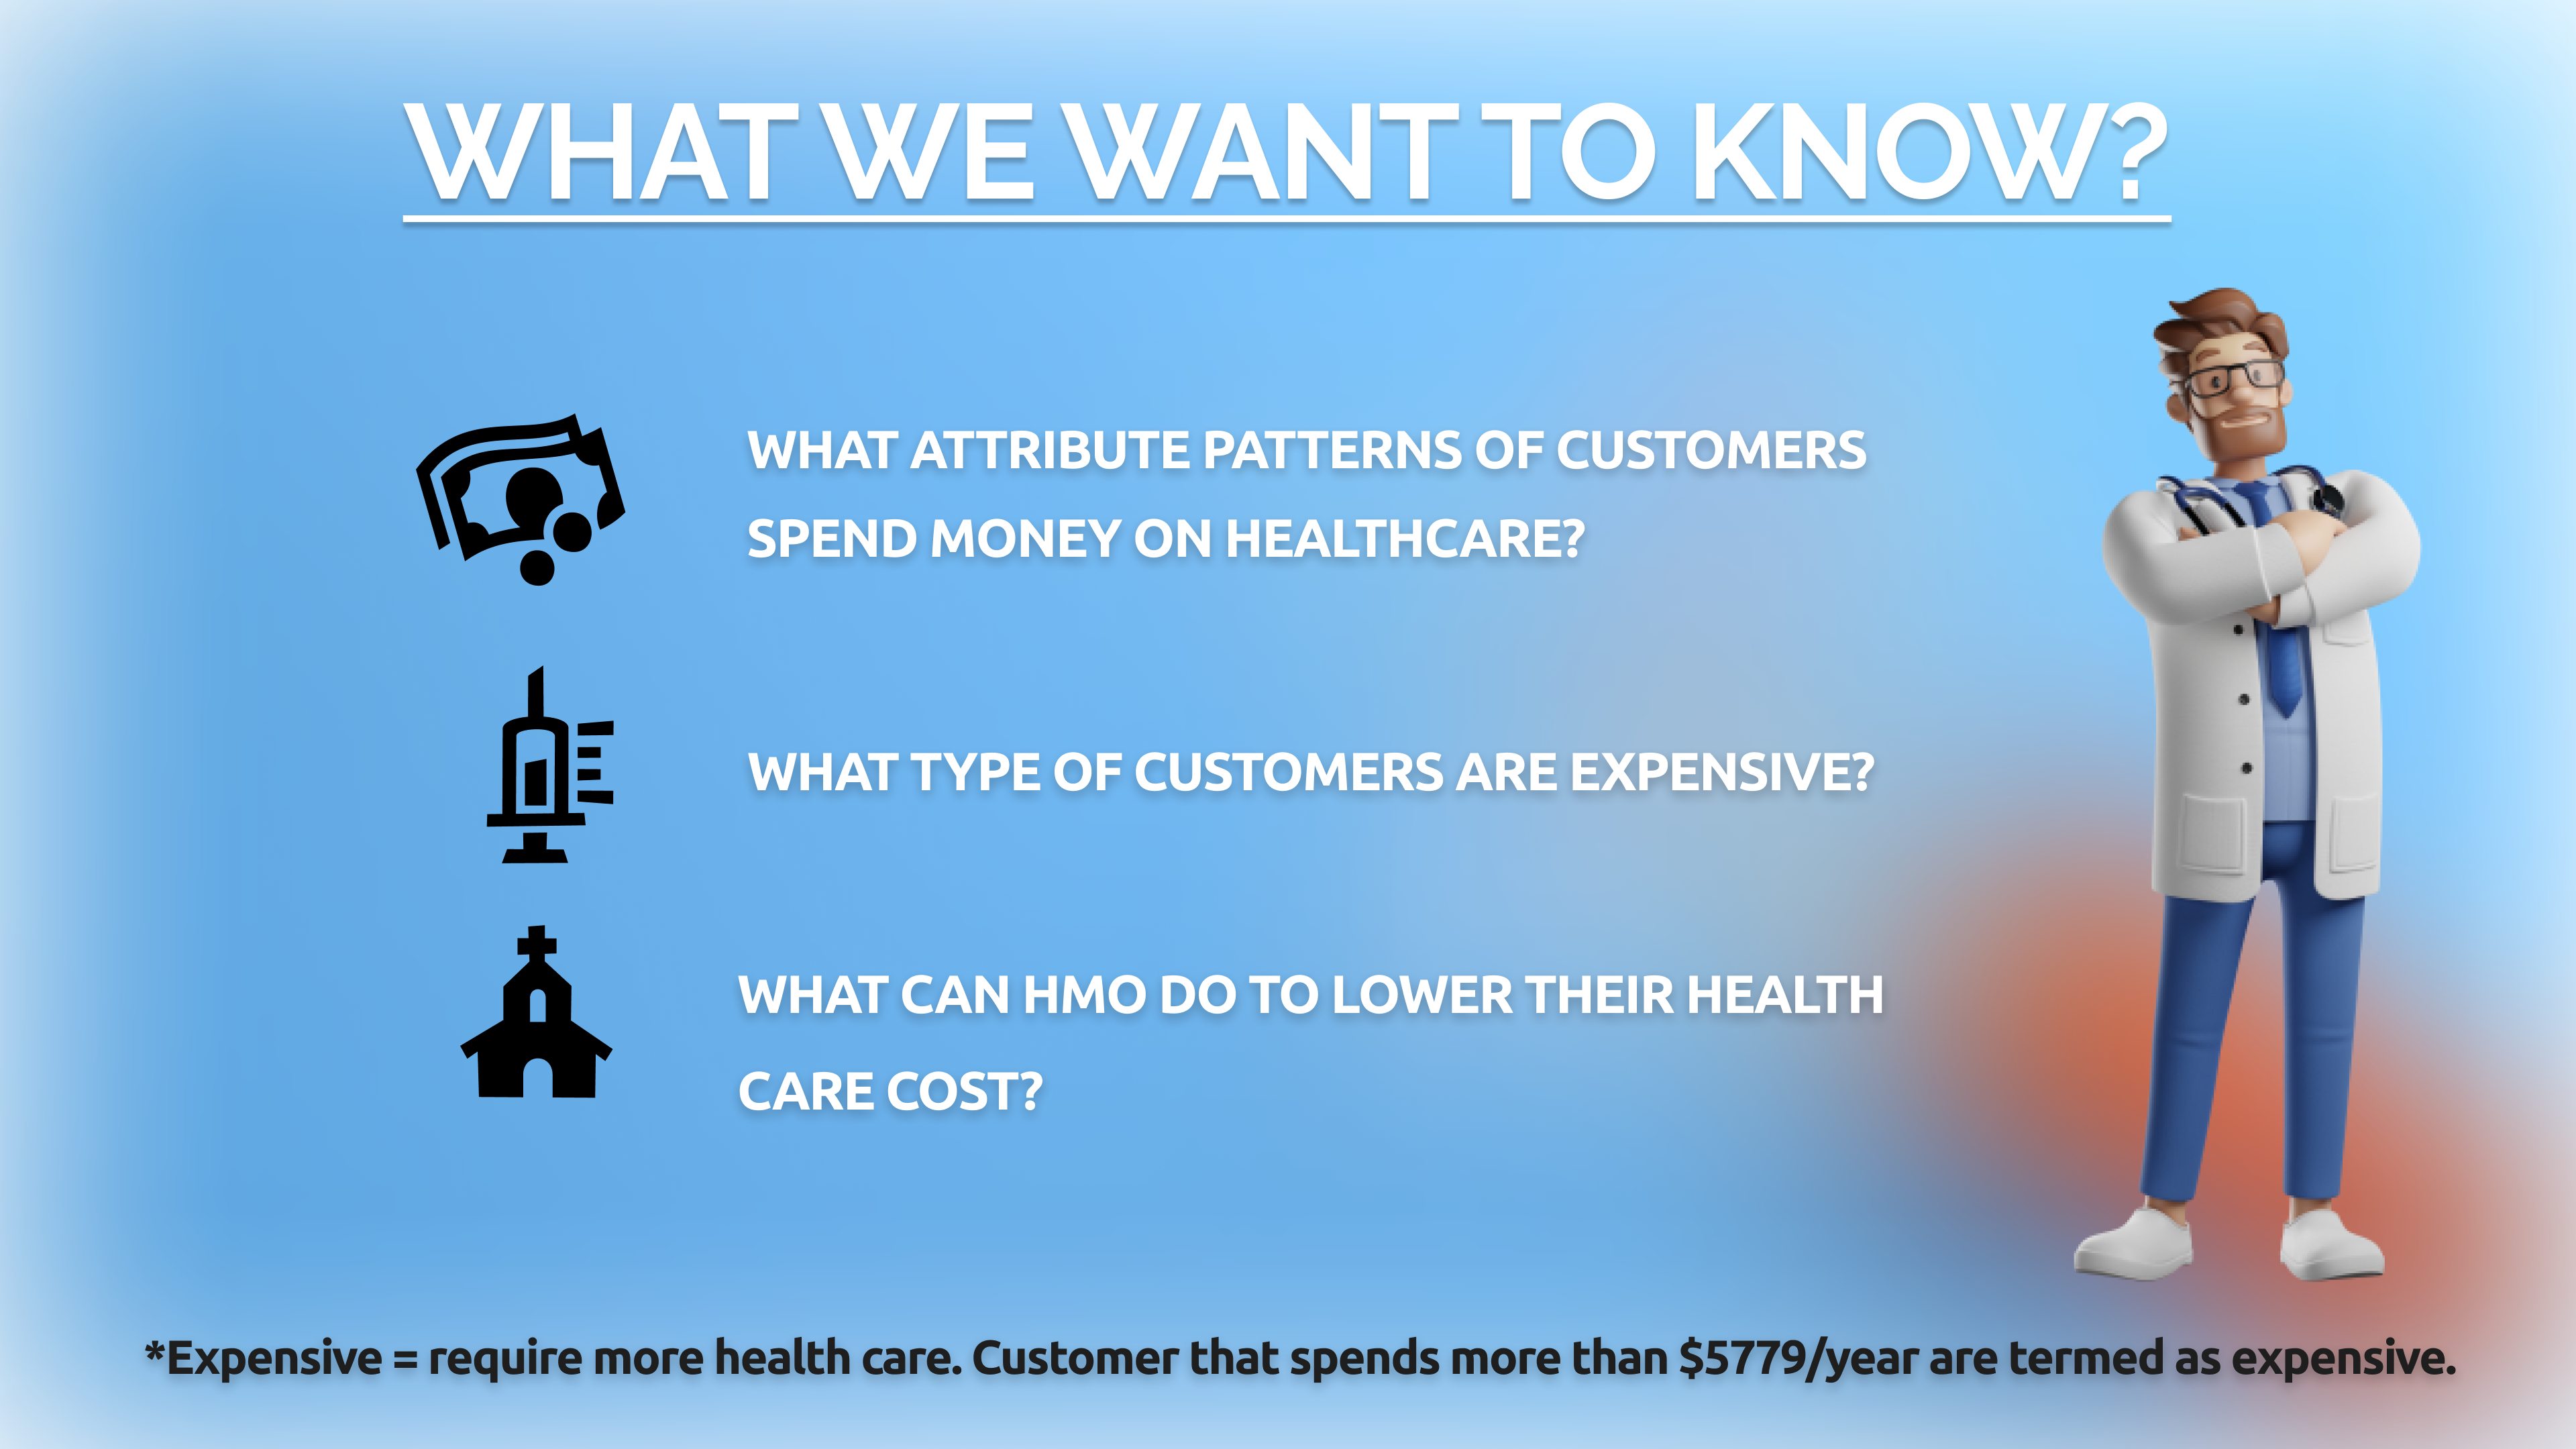 WHAT WE WANT TO KNOW?
WHAT ATTRIBUTE PATTERNS OF CUSTOMERS
SPEND MONEY ON HEALTHCARE?
WHAT TYPE OF CUSTOMERS ARE EXPENSIVE?
WHAT CAN HMO DO TO LOWER THEIR HEALTH
CARE COST?
*Expensive = require more health care. Customer that spends more than $5779/year are termed as expensive.